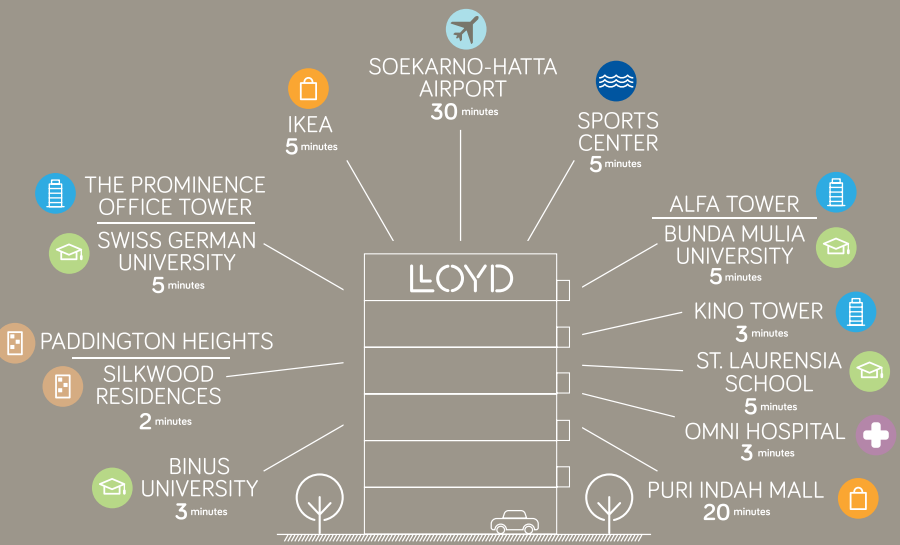 SOEKARNO-HATTA
AIRPORT
30 minutes
IKEA
5 minutes
SPORTS
CENTER
5 minutes
THE PROMINENCE
OFFICE TOWER
SWISS GERMAN
UNIVERSITY
5 minutes
PADDINGTON HEIGHTS
SILKWOOD
RESIDENCES
2 minutes
BINUS
UNIVERSITY
3 minutes
LLOYD
ALFA TOWER
BUNDA MULIA
UNIVERSITY
5 minutes
KINO TOWER
3 minutes
ST. LAURENSIA
SCHOOL
5 minutes
OMNI HOSPITAL
3 minutes
PURI INDAH MALL
20 minutes